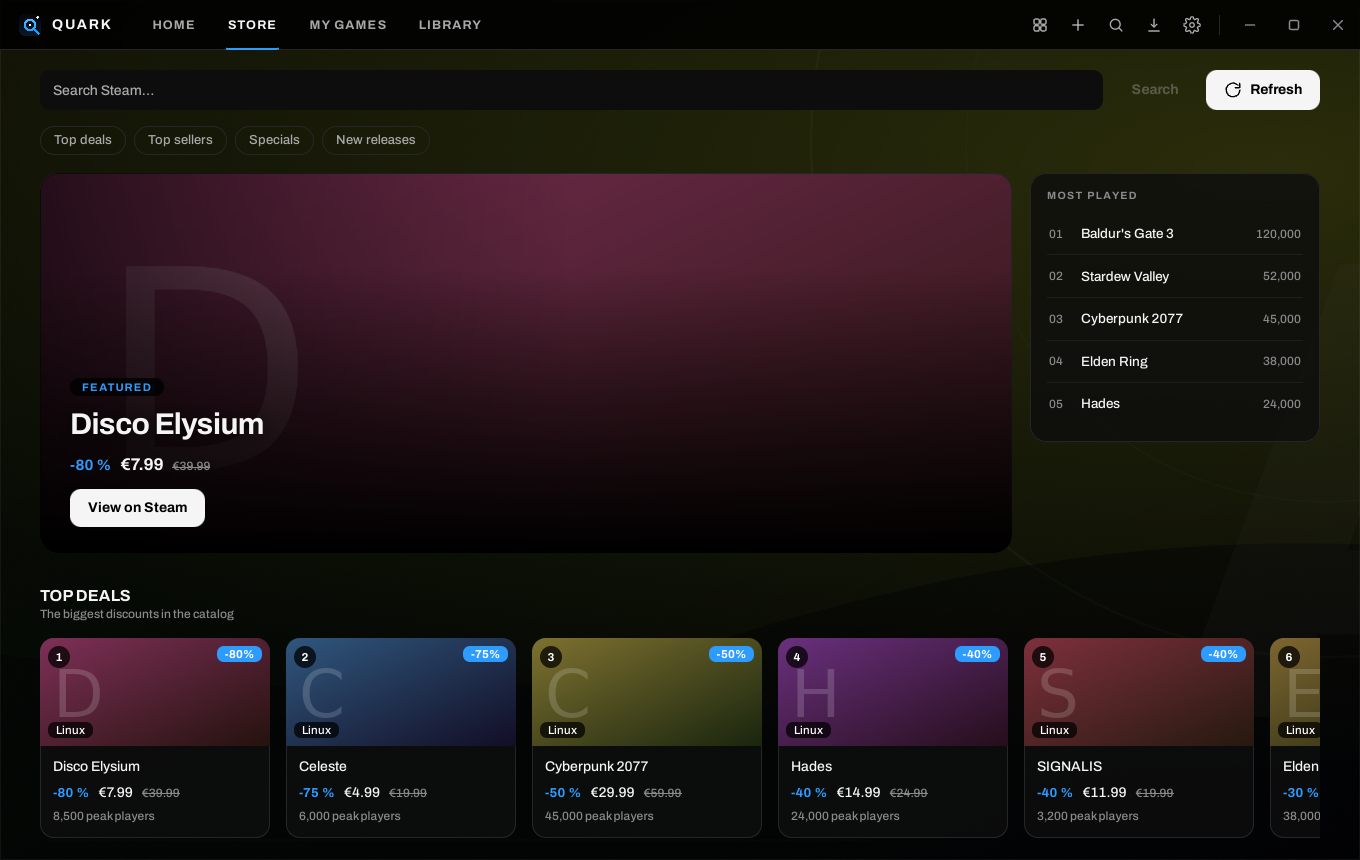 QUARK HOME STORE MY GAMES LIBRARY
Search Steam...
Search
Refresh
Top deals Top sellers Specials New releases
D
FEATURED
Disco Elysium
-80 % €7.99 €39.99
View on Steam
MOST PLAYED
01 Baldur's Gate 3 120,000
02 Stardew Valley 52,000
03 Cyberpunk 2077 45,000
04 Elden Ring 38,000
05 Hades 24,000
TOP DEALS
The biggest discounts in the catalog
1 -80%
D
Linux
Disco Elysium
-80 % €7.99 €39.99
8,500 peak players
2 -75%
C
Linux
Celeste
-75 % €4.99 €19.99
6,000 peak players
3 -50%
C
Linux
Cyberpunk 2077
-50 % €29.99 €59.99
45,000 peak players
4 -40%
H
Linux
Hades
-40 % €14.99 €24.99
24,000 peak players
5 -40%
S
Linux
SIGNALIS
-40 % €11.99 €19.99
3,200 peak players
6
E
Linux
Elden
-30 %
38,000